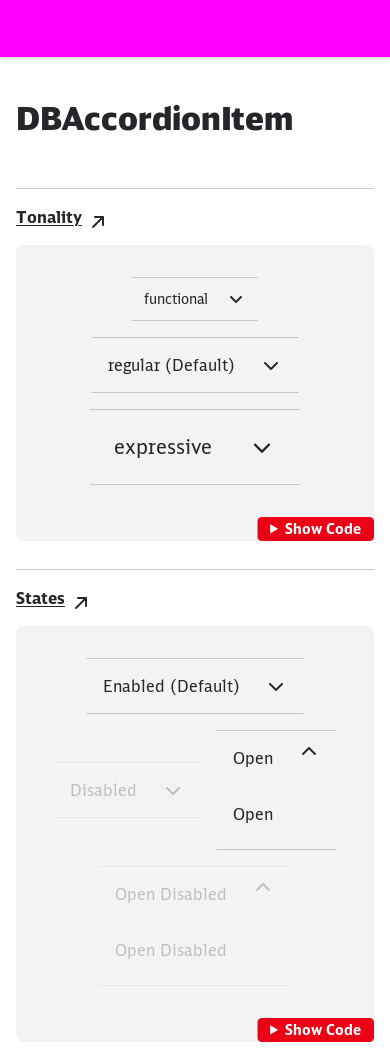 DBAccordionItem
Tonality
functional
regular (Default)
expressive
Show Code
States
Enabled (Default)
Disabled
Open
Open
Open Disabled
Open Disabled
Show Code